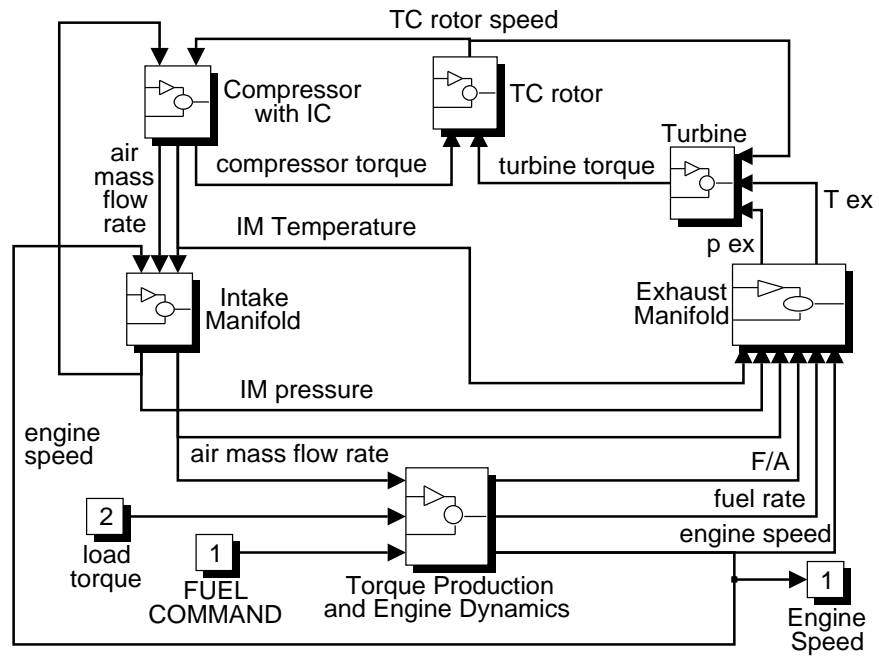 TC rotor speed
Compressor
with IC
TC rotor
Turbine
air
mass
flow
rate
compressor torque
turbine torque
T ex
IM Temperature
p ex
Intake
Manifold
Exhaust
Manifold
IM pressure
engine
speed
air mass flow rate
F/A
fuel rate
engine speed
2
load
torque
1
FUEL
COMMAND
Torque Production
and Engine Dynamics
1
Engine
Speed